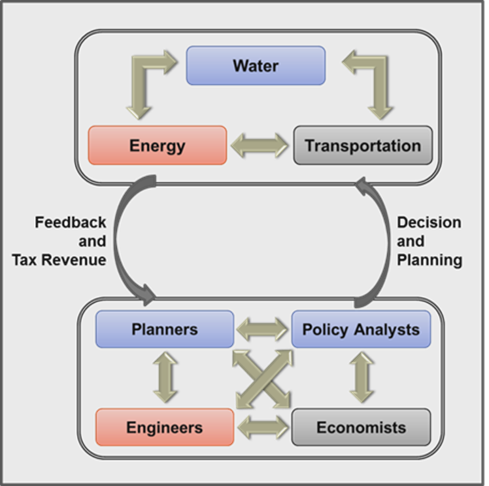 Water
Energy
Transportation
Feedback
and
Tax Revenue
Decision
and
Planning
Planners
Policy Analysts
Engineers
Economists